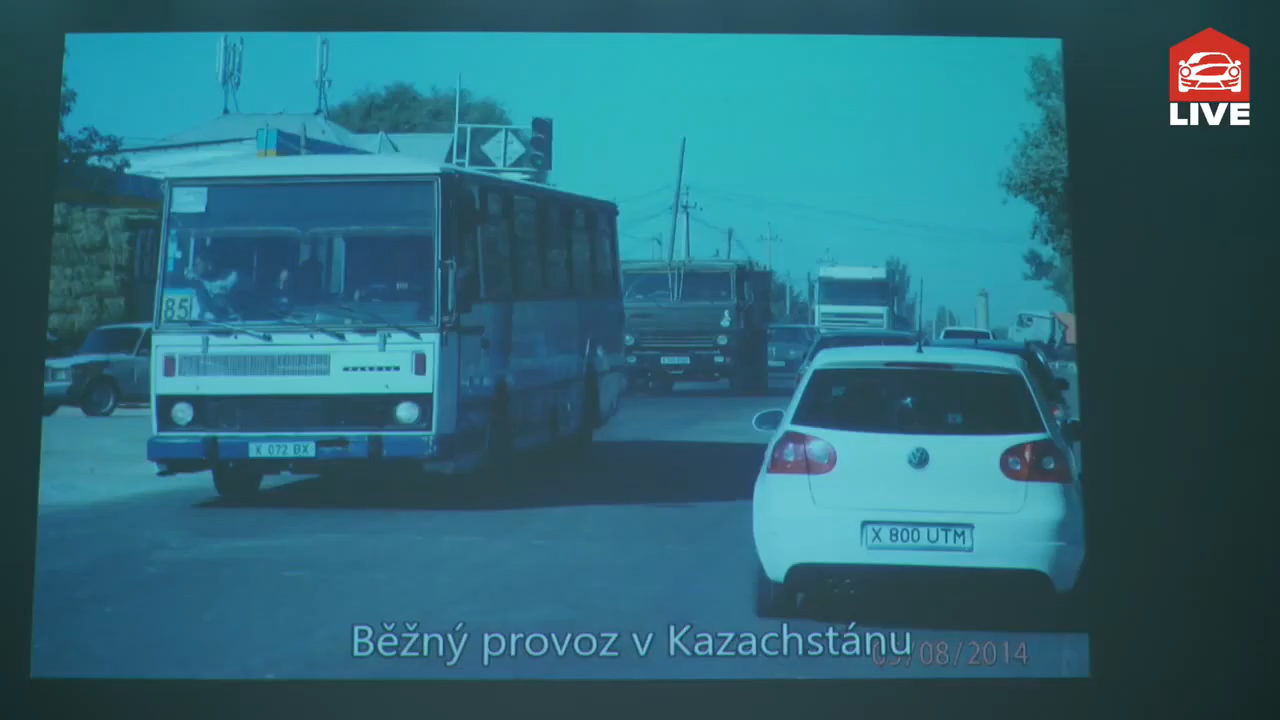 LIVE
85
X 072 BX
X 800 UTM
Běžný provoz v Kazachstánu
/08/2014